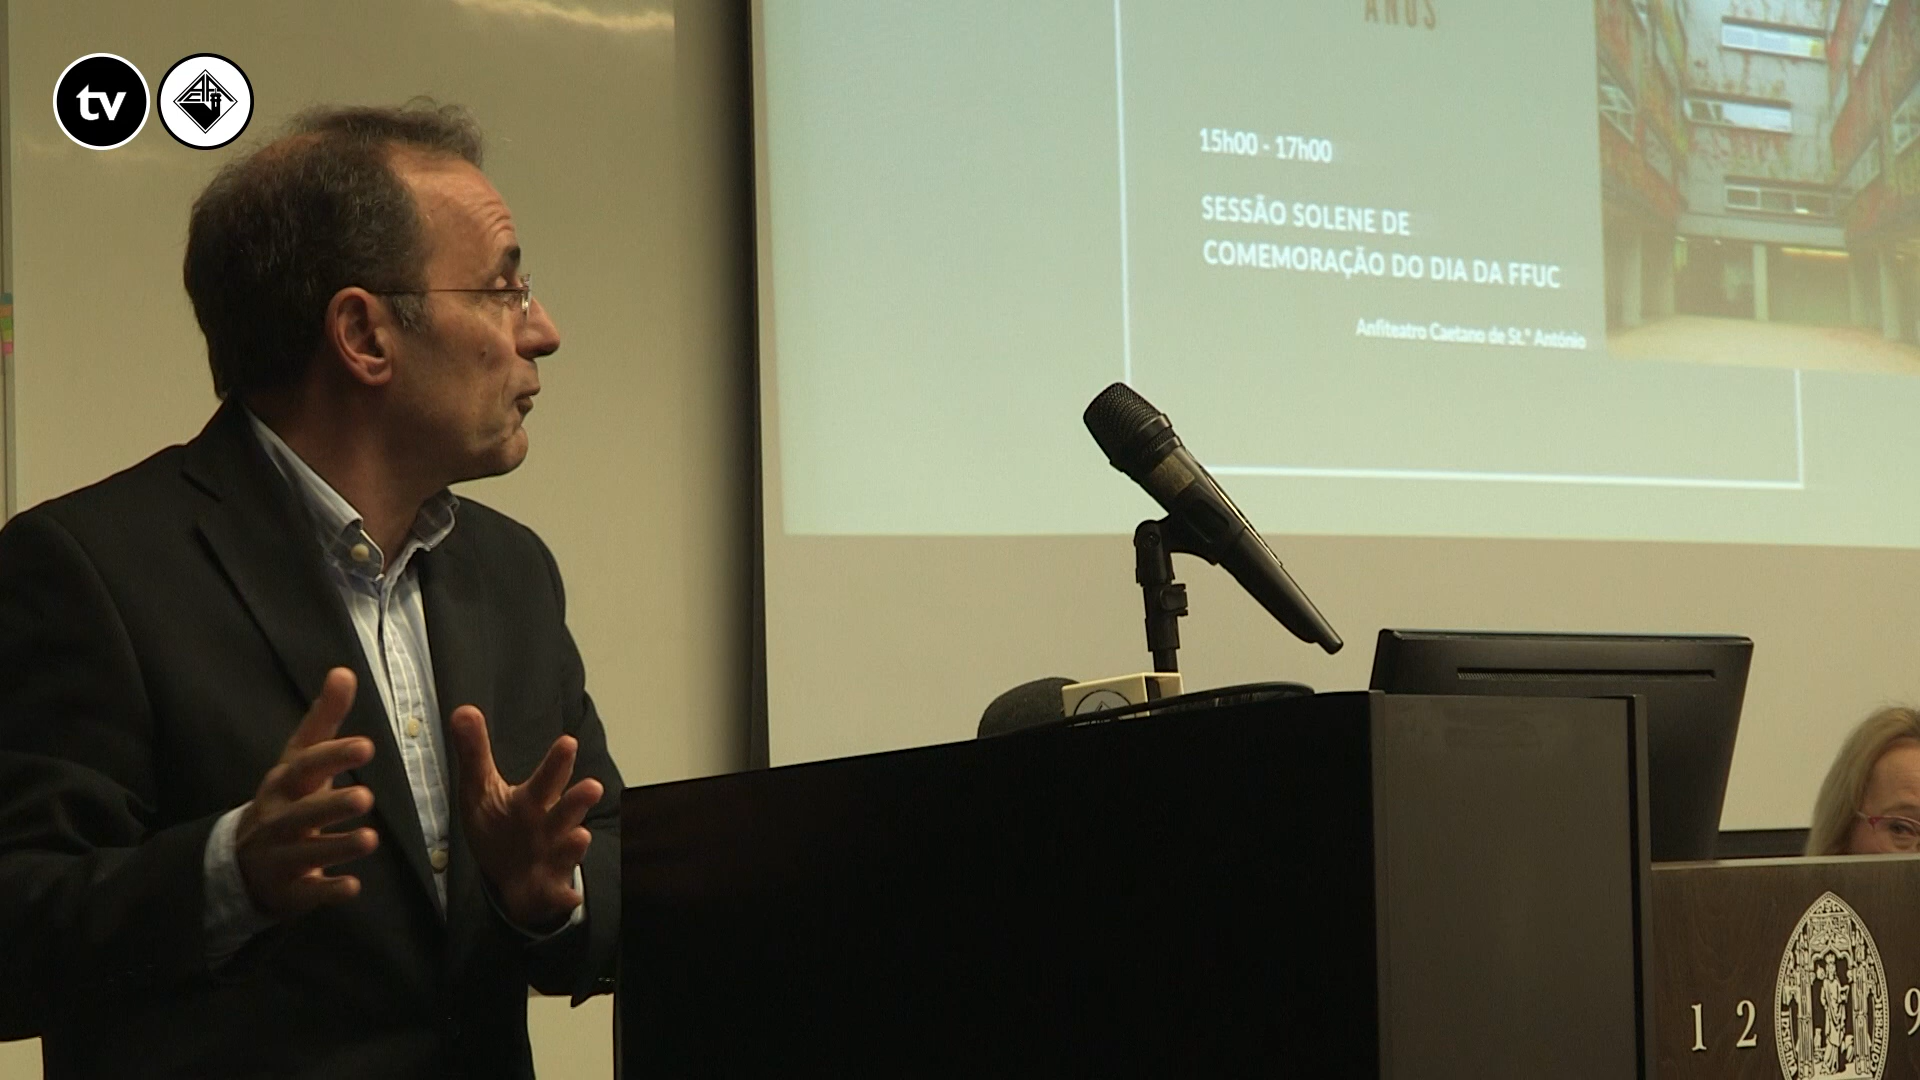 tv
ANOS
15h00 - 17h00
SESSÃO SOLENE DE
COMEMORAÇÃO DO DIA DA FFUC
Anfiteatro Caetano de St.º António
1 2 9